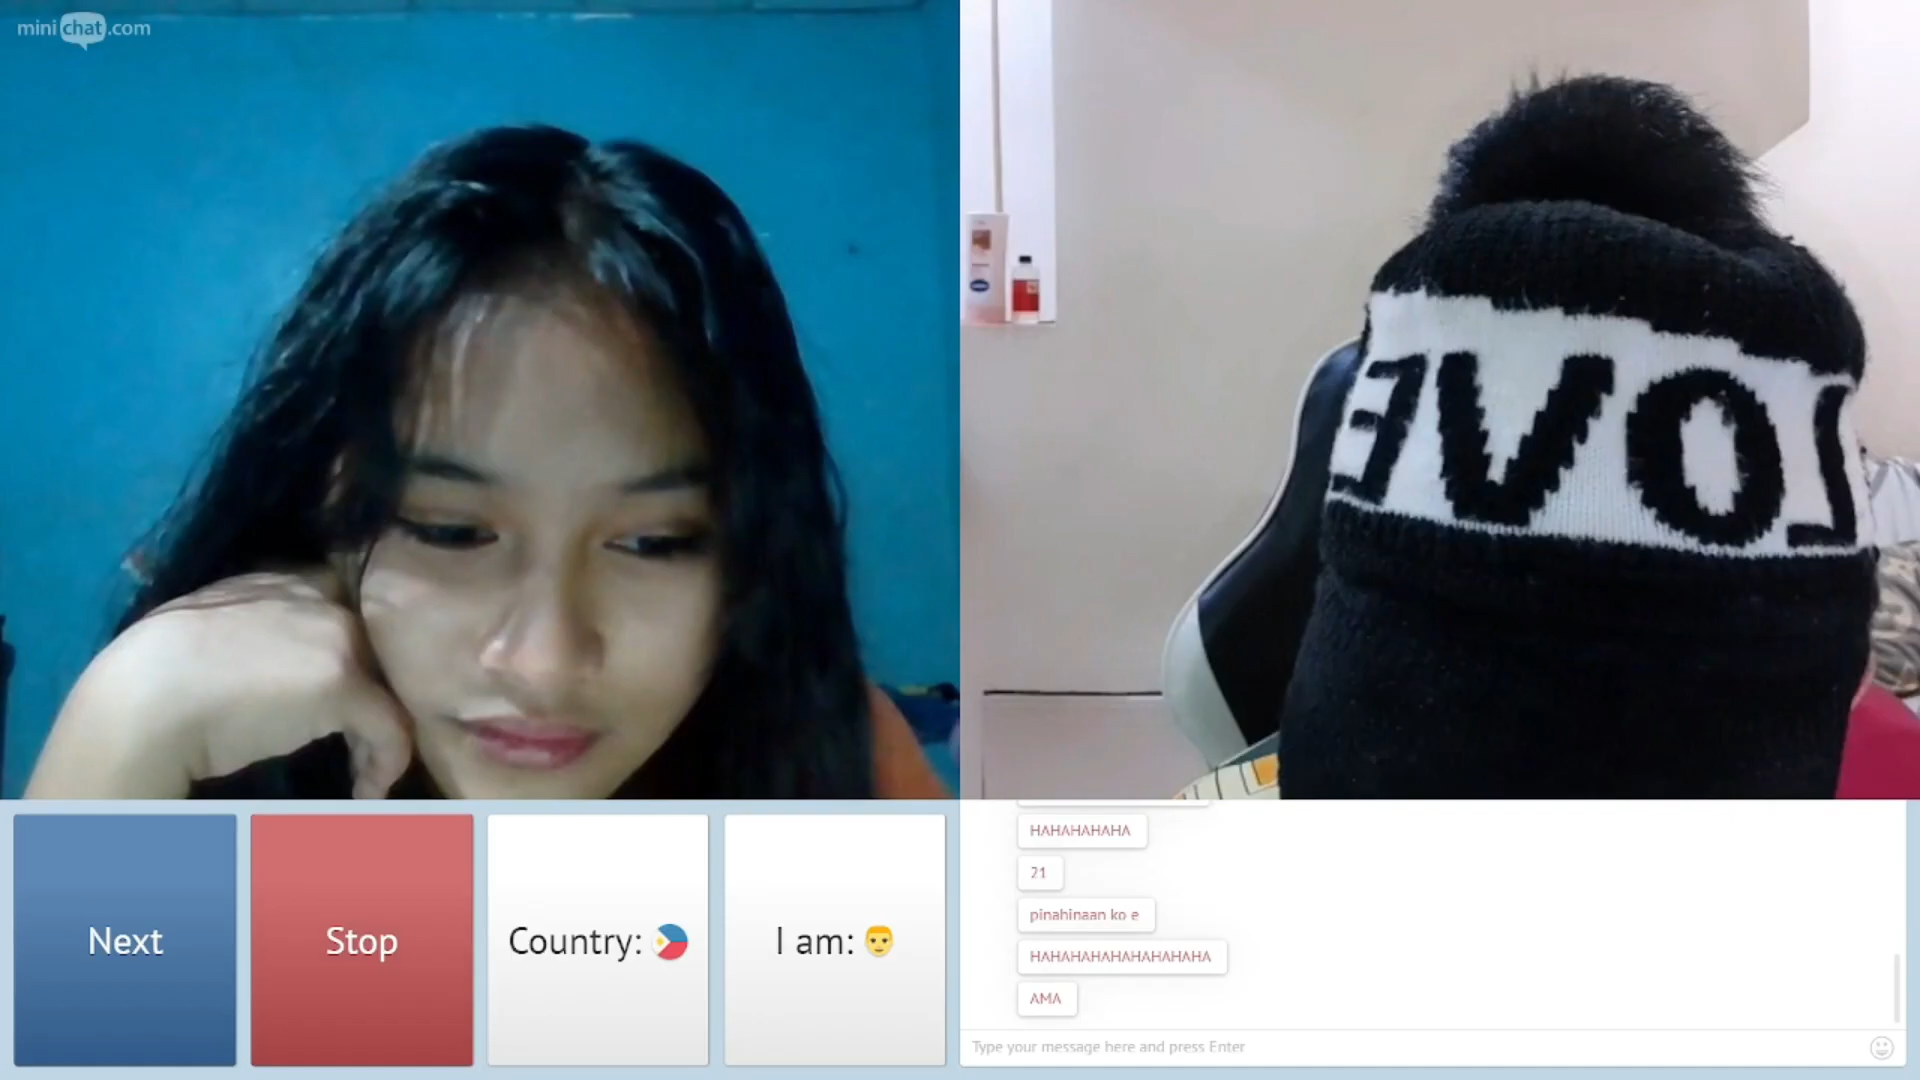 minichat.com
LOVE
HAHAHAHAHA
21
pinahinaan ko e
HAHAHAHAHAHAHAHAHA
AMA
Next
Stop
Country:
I am:
Type your message here and press Enter